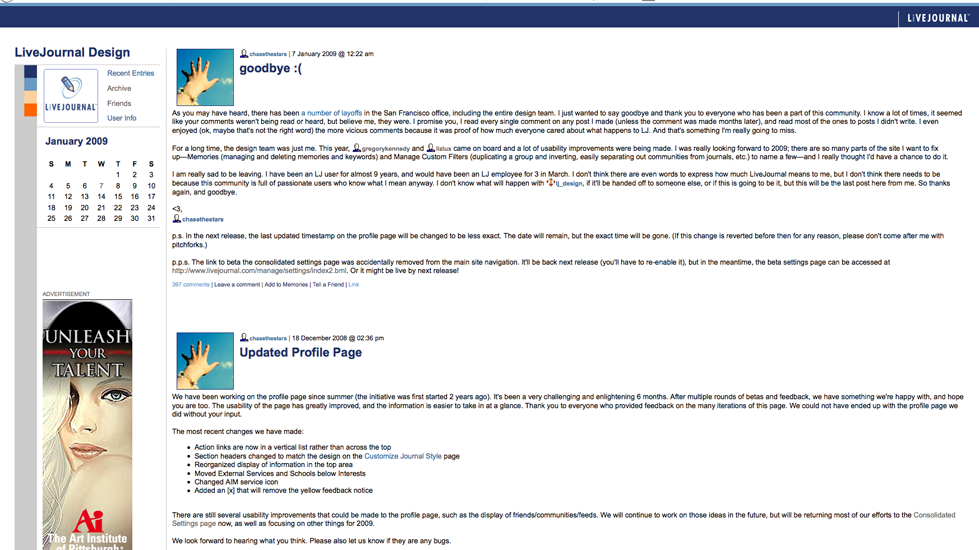 LIVEJOURNAL
LiveJournal Design
LIVEJOURNAL
Recent Entries
Archive
Friends
User Info
January 2009
S M T W T F S
1 2 3
4 5 6 7 8 9 10
11 12 13 14 15 16 17
18 19 20 21 22 23 24
25 26 27 28 29 30 31
ADVERTISEMENT
UNLEASH
YOUR
TALENT
Ai
The Art Institute
of Pittsburgh:
chasethestars | 7 January 2009 @ 12:22 am
goodbye :(
As you may have heard, there has been a number of layoffs in the San Francisco office, including the entire design team. I just wanted to say goodbye and thank you to everyone who has been a part of this community. I know a lot of times, it seemed
like your comments weren't being read or heard, but believe me, they were. I promise you, I read every single comment on any post I made (unless the comment was made months later), and read most of the ones to posts I didn't write. I even
enjoyed (ok, maybe that's not the right word) the more vicious comments because it was proof of how much everyone cared about what happens to LJ. And that's something I'm really going to miss.
For a long time, the design team was just me. This year, gregorykennedy and lizlux came on board and a lot of usability improvements were being made. I was really looking forward to 2009; there are so many parts of the site I want to fix
up—Memories (managing and deleting memories and keywords) and Manage Custom Filters (duplicating a group and inverting, easily separating out communities from journals, etc.) to name a few—and I really thought I'd have a chance to do it.
I am really sad to be leaving. I have been an LJ user for almost 9 years, and would have been an LJ employee for 3 in March. I don't think there are even words to express how much LiveJournal means to me, but I don't think there needs to be
because this community is full of passionate users who know what I mean anyway. I don't know what will happen with lj_design, if it'll be handed off to someone else, or if this is going to be it, but this will be the last post here from me. So thanks
again, and goodbye.
<3,
chasethestars
p.s. In the next release, the last updated timestamp on the profile page will be changed to be less exact. The date will remain, but the exact time will be gone. (If this change is reverted before then for any reason, please don't come after me with
pitchforks.)
p.p.s. The link to beta the consolidated settings page was accidentally removed from the main site navigation. It'll be back next release (you'll have to re-enable it), but in the meantime, the beta settings page can be accessed at
http://www.livejournal.com/manage/settings/index2.bml. Or it might be live by next release!
397 comments | Leave a comment | Add to Memories | Tell a Friend | Link
chasethestars | 18 December 2008 @ 02:36 pm
Updated Profile Page
We have been working on the profile page since summer (the initiative was first started 2 years ago). It's been a very challenging and enlightening 6 months. After multiple rounds of betas and feedback, we have something we're happy with, and hope
you are too. The usability of the page has greatly improved, and the information is easier to take in at a glance. Thank you to everyone who provided feedback on the many iterations of this page. We could not have ended up with the profile page we
did without your input.
The most recent changes we have made:
• Action links are now in a vertical list rather than across the top
• Section headers changed to match the design on the Customize Journal Style page
• Reorganized display of information in the top area
• Moved External Services and Schools below Interests
• Changed AIM service icon
• Added an [x] that will remove the yellow feedback notice
There are still several usability improvements that could be made to the profile page, such as the display of friends/communities/feeds. We will continue to work on those ideas in the future, but will be returning most of our efforts to the Consolidated
Settings page now, as well as focusing on other things for 2009.
We look forward to hearing what you think. Please also let us know if they are any bugs.